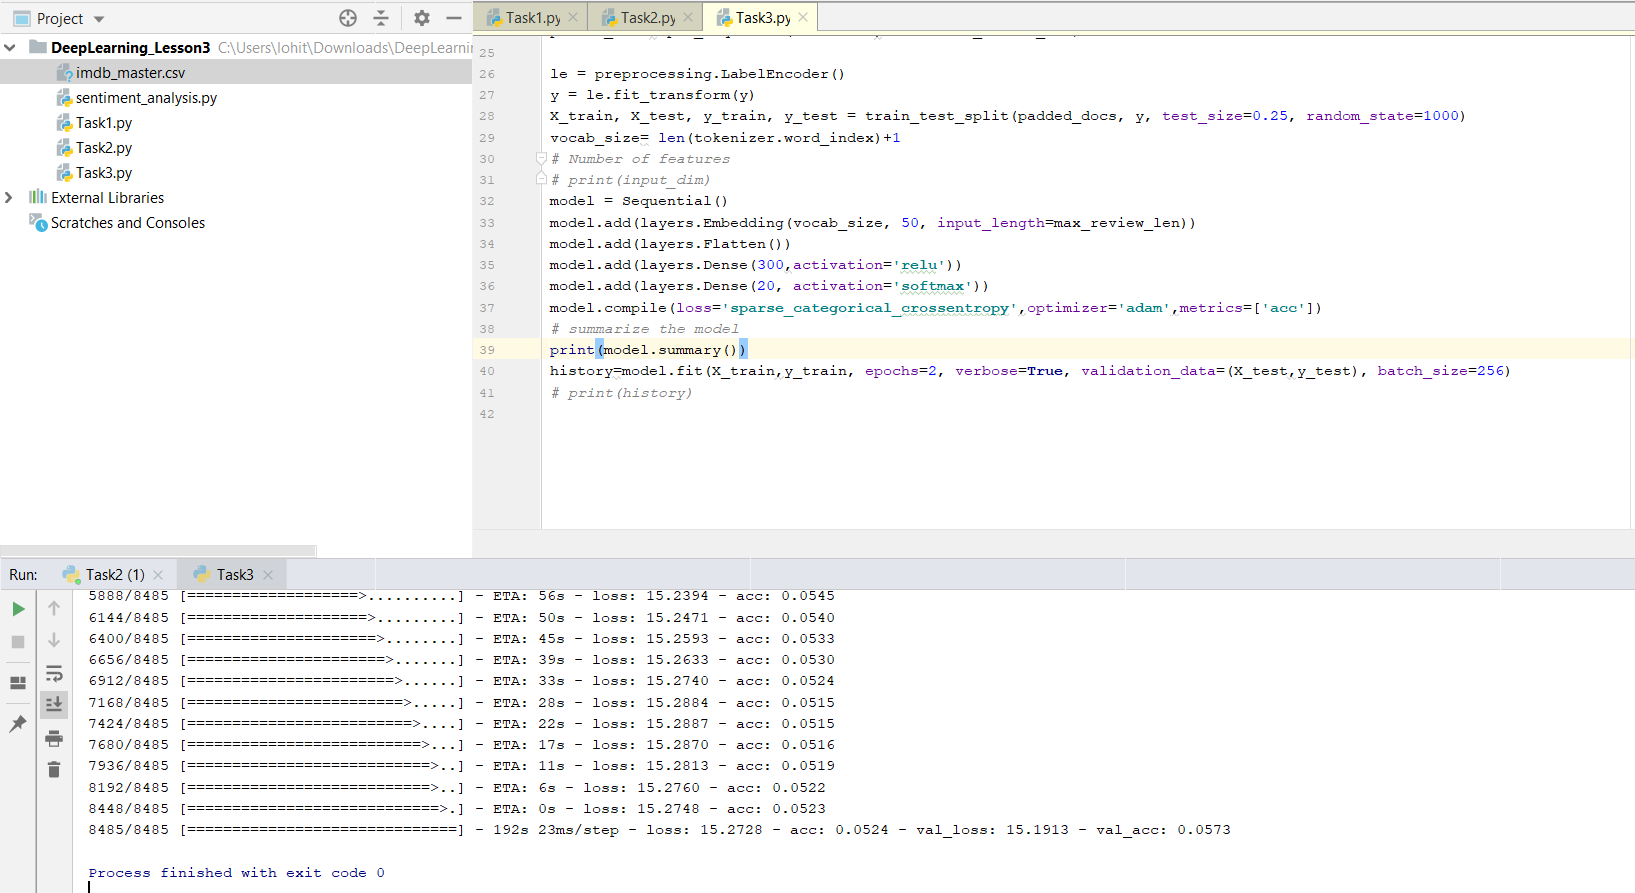 Project
DeepLearning_Lesson3 C:\Users\lohit\Downloads\DeepLearni
imdb_master.csv
sentiment_analysis.py
Task1.py
Task2.py
Task3.py
External Libraries
Scratches and Consoles
Task1.py Task2.py Task3.py
25
26 le = preprocessing.LabelEncoder()
27 y = le.fit_transform(y)
28 X_train, X_test, y_train, y_test = train_test_split(padded_docs, y, test_size=0.25, random_state=1000)
29 vocab_size= len(tokenizer.word_index)+1
30 # Number of features
31 # print(input_dim)
32 model = Sequential()
33 model.add(layers.Embedding(vocab_size, 50, input_length=max_review_len))
34 model.add(layers.Flatten())
35 model.add(layers.Dense(300,activation='relu'))
36 model.add(layers.Dense(20, activation='softmax'))
37 model.compile(loss='sparse_categorical_crossentropy',optimizer='adam',metrics=['acc'])
38 # summarize the model
39 print(model.summary())
40 history=model.fit(X_train,y_train, epochs=2, verbose=True, validation_data=(X_test,y_test), batch_size=256)
41 # print(history)
42
Run: Task2 (1) Task3
5888/8485 [===================>..........] - ETA: 56s - loss: 15.2394 - acc: 0.0545
6144/8485 [====================>.........] - ETA: 50s - loss: 15.2471 - acc: 0.0540
6400/8485 [=====================>........] - ETA: 45s - loss: 15.2593 - acc: 0.0533
6656/8485 [======================>.......] - ETA: 39s - loss: 15.2633 - acc: 0.0530
6912/8485 [=======================>......] - ETA: 33s - loss: 15.2740 - acc: 0.0524
7168/8485 [========================>.....] - ETA: 28s - loss: 15.2884 - acc: 0.0515
7424/8485 [=========================>....] - ETA: 22s - loss: 15.2887 - acc: 0.0515
7680/8485 [==========================>...] - ETA: 17s - loss: 15.2870 - acc: 0.0516
7936/8485 [===========================>..] - ETA: 11s - loss: 15.2813 - acc: 0.0519
8192/8485 [===========================>..] - ETA: 6s - loss: 15.2760 - acc: 0.0522
8448/8485 [============================>.] - ETA: 0s - loss: 15.2748 - acc: 0.0523
8485/8485 [==============================] - 192s 23ms/step - loss: 15.2728 - acc: 0.0524 - val_loss: 15.1913 - val_acc: 0.0573
Process finished with exit code 0